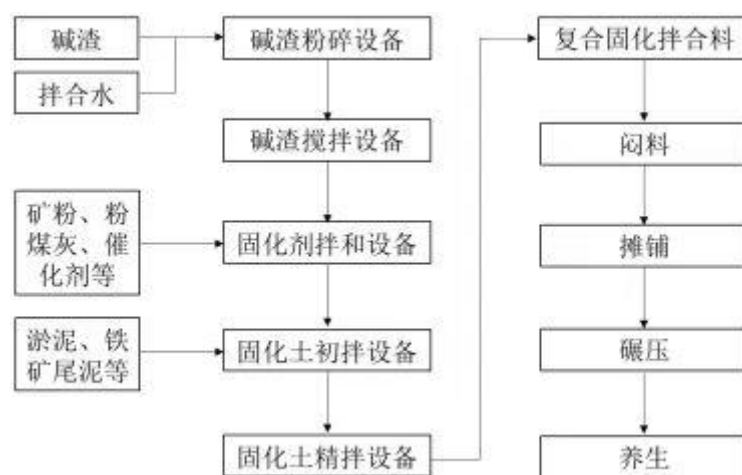 碱渣
拌合水
碱渣粉碎设备
碱渣搅拌设备
矿粉、粉
煤灰、催
化剂等
固化剂拌和设备
淤泥、铁
矿尾泥等
固化土初拌设备
固化土精拌设备
复合固化拌合料
闷料
摊铺
碾压
养生